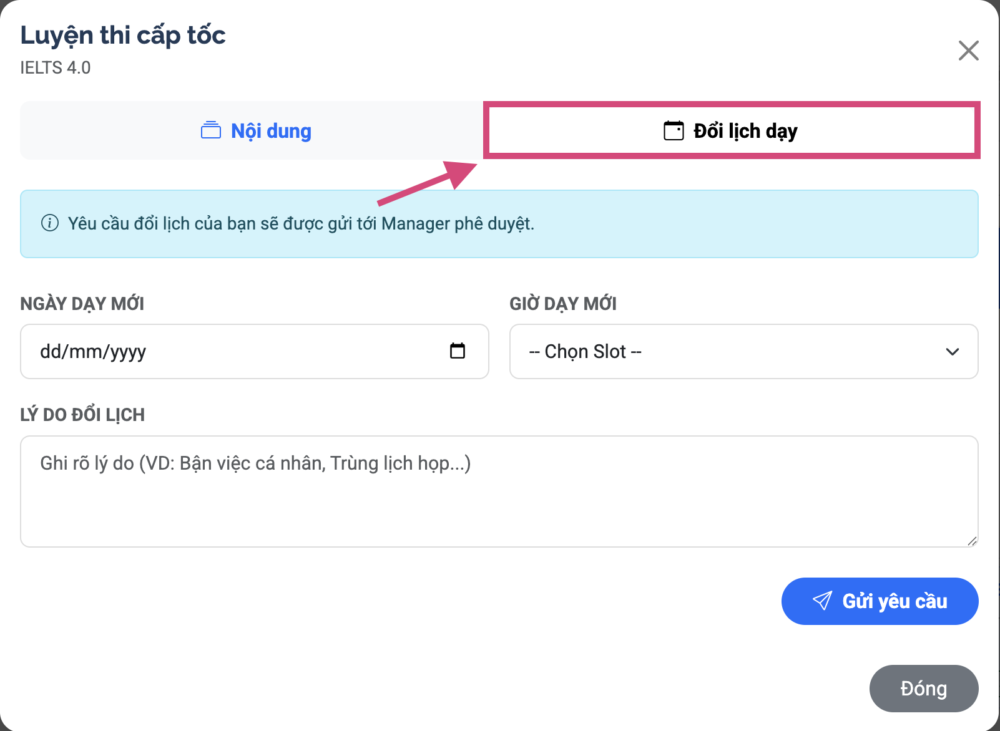 Luyện thi cấp tốc
IELTS 4.0
Nội dung
Đổi lịch dạy
Yêu cầu đổi lịch của bạn sẽ được gửi tới Manager phê duyệt.
NGÀY DẠY MỚI
GIỜ DẠY MỚI
dd/mm/yyyy
-- Chọn Slot --
LÝ DO ĐỔI LỊCH
Ghi rõ lý do (VD: Bận việc cá nhân, Trùng lịch họp...)
Gửi yêu cầu
Đóng